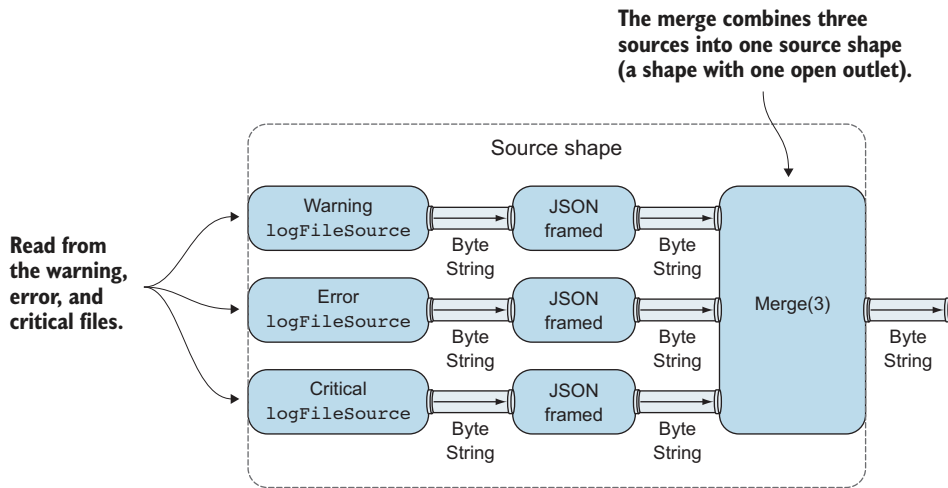 The merge combines three
sources into one source shape
(a shape with one open outlet).
Source shape
Warning
logFileSource
Byte
String
JSON
framed
Byte
String
Read from
the warning,
error, and
critical files.
Error
logFileSource
Byte
String
JSON
framed
Byte
String
Merge(3)
Byte
String
Critical
logFileSource
Byte
String
JSON
framed
Byte
String